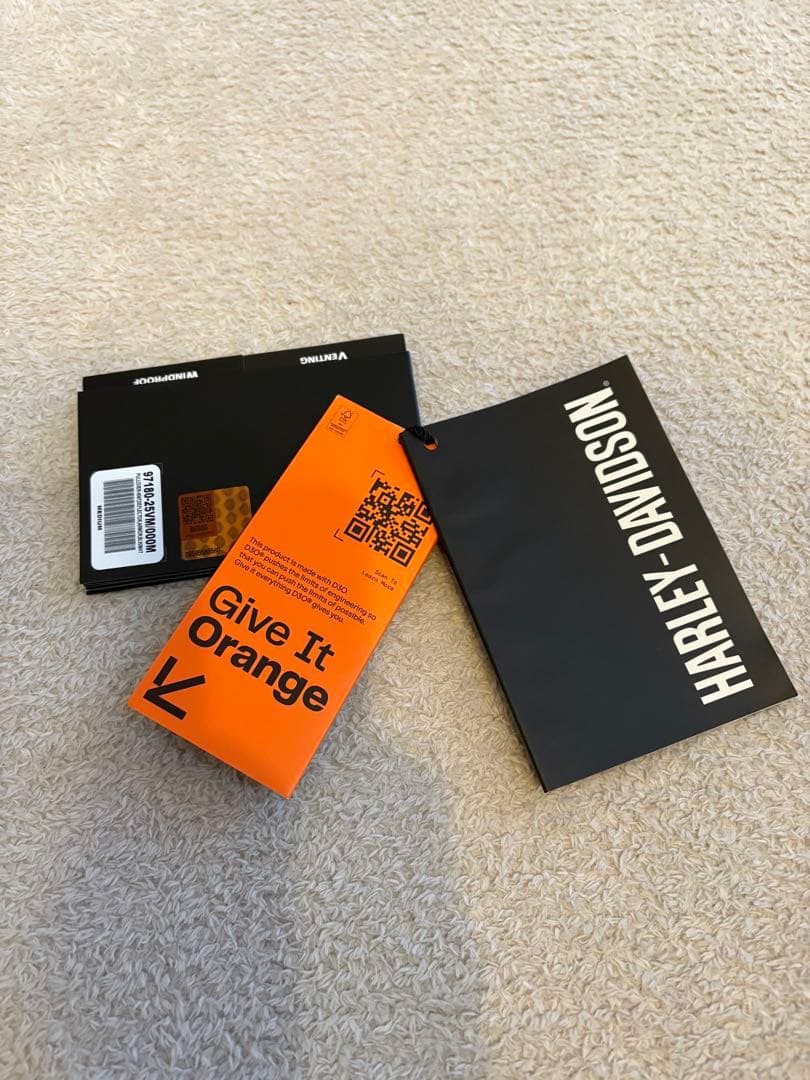 VENTING
WINDPROOF
97180-25VM/000M
MEDIUM
Scan To
Learn More
This product is made with D3O.
D3O® pushes the limits of engineering so
that you can push the limits of possible.
Give it everything D3O® gives you.
Give It
Orange
HARLEY-DAVIDSON®